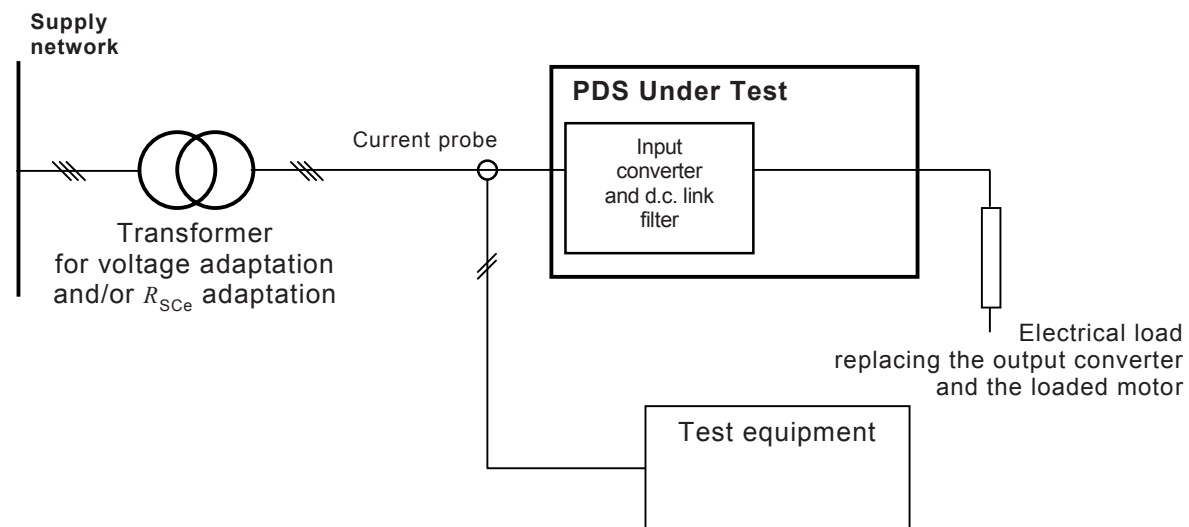 Supply
network
PDS Under Test
Current probe
Input
converter
and d.c. link
filter
Transformer
for voltage adaptation
and/or RSCe adaptation
Electrical load
replacing the output converter
and the loaded motor
Test equipment